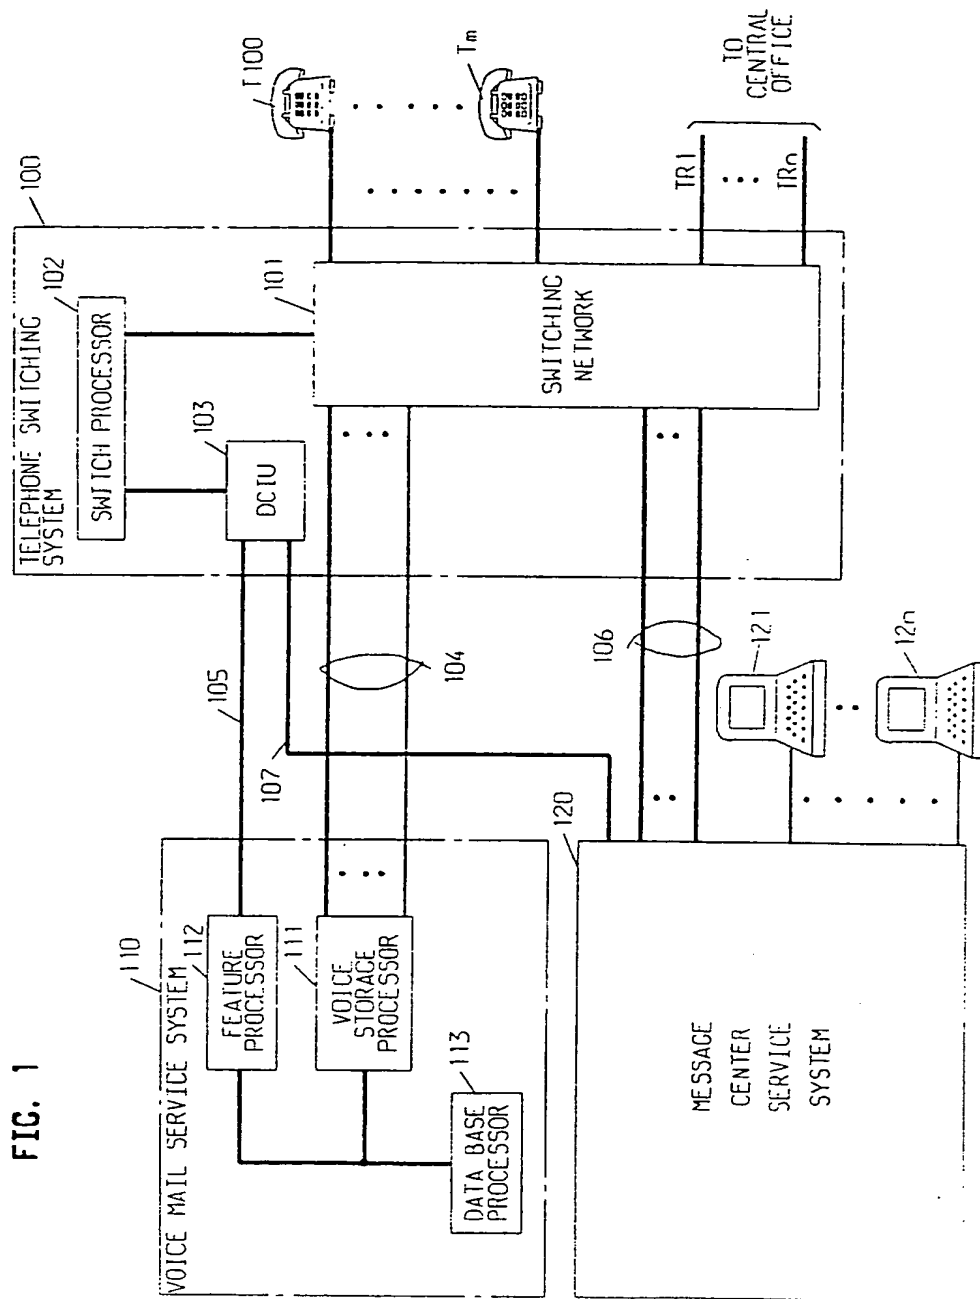 FIG. 1
TELEPHONE SWITCHING
SYSTEM
100
SWITCH PROCESSOR
102
DCIU
103
SWITCHING
NETWORK
101
T100
Tm
TR1
TRn
TO
CENTRAL
OFFICE
105
107
104
106
VOICE MAIL SERVICE SYSTEM
110
FEATURE
PROCESSOR
112
VOICE
STORAGE
PROCESSOR
111
DATA BASE
PROCESSOR
113
MESSAGE
CENTER
SERVICE
SYSTEM
120
121
12n